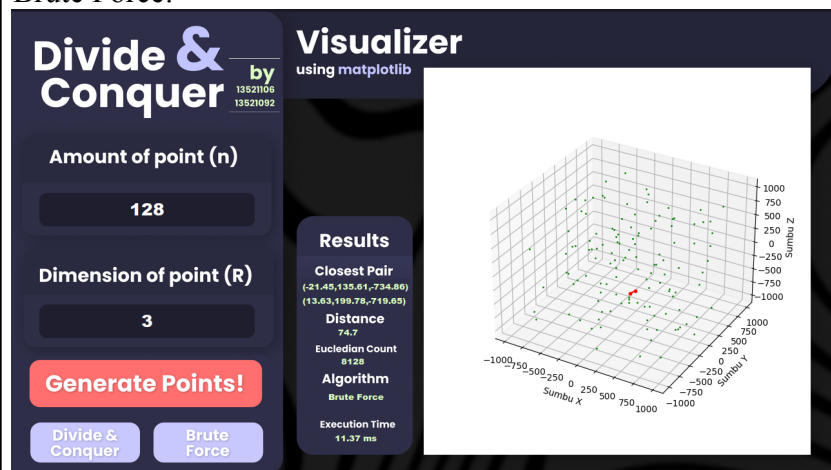 Brute Force:
Divide &
Conquer
by
13521106
13521092
Amount of point (n)
128
Dimension of point (R)
3
Generate Points!
Divide &
Conquer
Brute
Force
Visualizer
using matplotlib
Results
Closest Pair
(-21.45,135.61,-734.86)
(13.63,199.78,-719.65)
Distance
74.7
Eucledian Count
8128
Algorithm
Brute Force
Execution Time
11.37 ms
1000
750
500
250
0
−250
−500
−750
−1000
Sumbu Z
−1000
−750
−500
−250
0
250
500
750
1000
Sumbu X
1000
750
500
250
0
−250
−500
−750
−1000
Sumbu Y